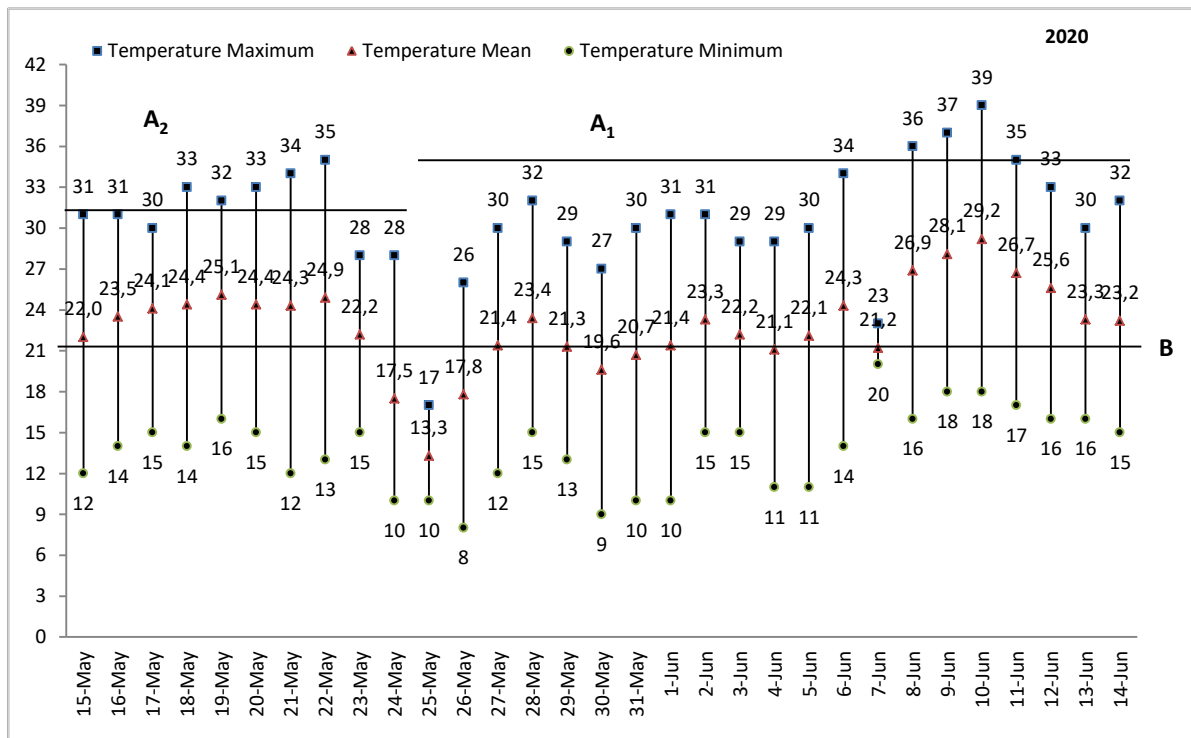 2020
Temperature Maximum Temperature Mean Temperature Minimum
42
39
36
33
30
27
24
21
18
15
12
9
6
3
0
A2
A1
B
31 31 30 33 32 33 34 35 28 28 17 26 30 32 29 27 30 31 31 29 29 30 34 23 36 37 39 35 33 30 32
22,0 23,5 24,1 24,4 25,1 24,4 24,3 24,9 22,2 17,5 13,3 17,8 21,4 23,4 21,3 19,6 20,7 21,4 23,3 22,2 21,1 22,1 24,3 21,2 26,9 28,1 29,2 26,7 25,6 23,3 23,2
12 14 15 14 16 15 12 13 15 10 10 8 12 15 13 9 10 10 15 15 11 11 14 20 16 18 18 17 16 16 15
15-May
16-May
17-May
18-May
19-May
20-May
21-May
22-May
23-May
24-May
25-May
26-May
27-May
28-May
29-May
30-May
31-May
1-Jun
2-Jun
3-Jun
4-Jun
5-Jun
6-Jun
7-Jun
8-Jun
9-Jun
10-Jun
11-Jun
12-Jun
13-Jun
14-Jun